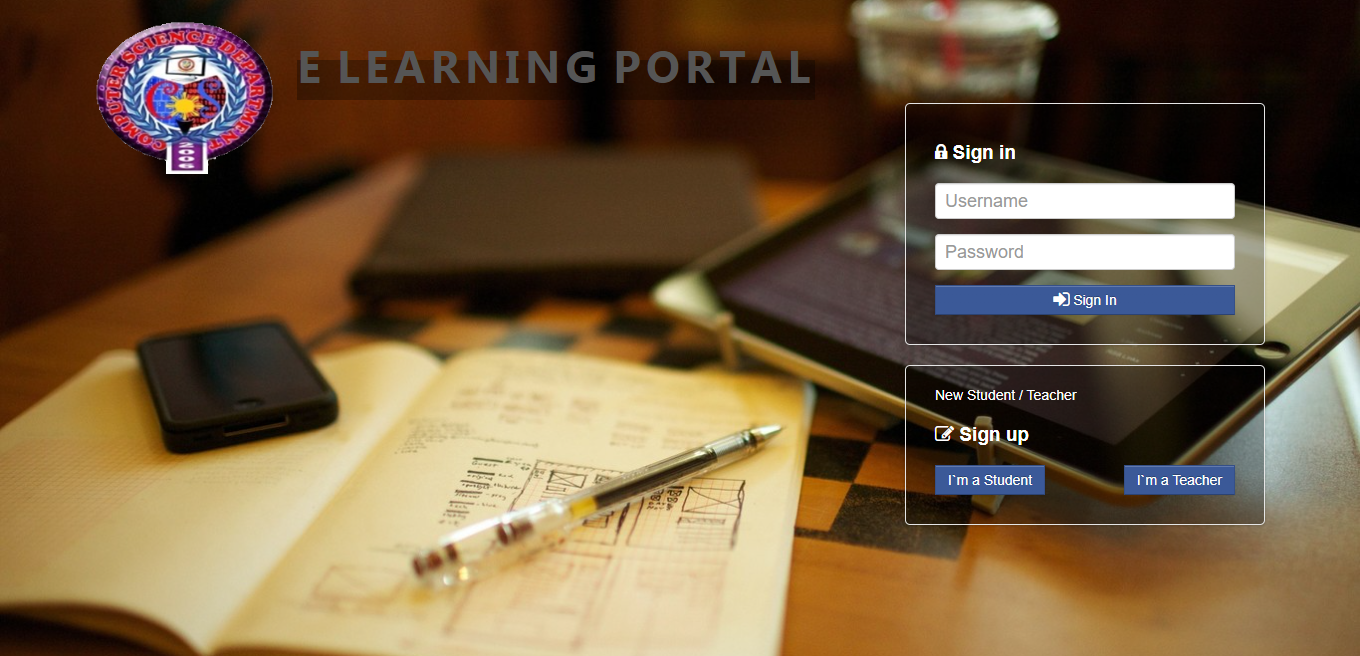 COMPUTER SCIENCE DEPARTMENT
2006
E LEARNING PORTAL
Sign in
Username
Password
Sign In
New Student / Teacher
Sign up
I`m a Student
I`m a Teacher